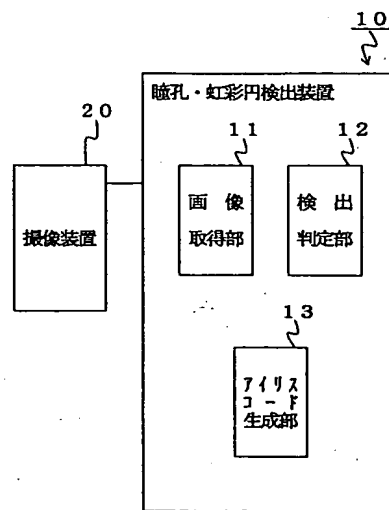 10
瞳孔・虹彩円検出装置
20
11
12
撮像装置
画像
取得部
検出
判定部
13
アイリス
コード
生成部